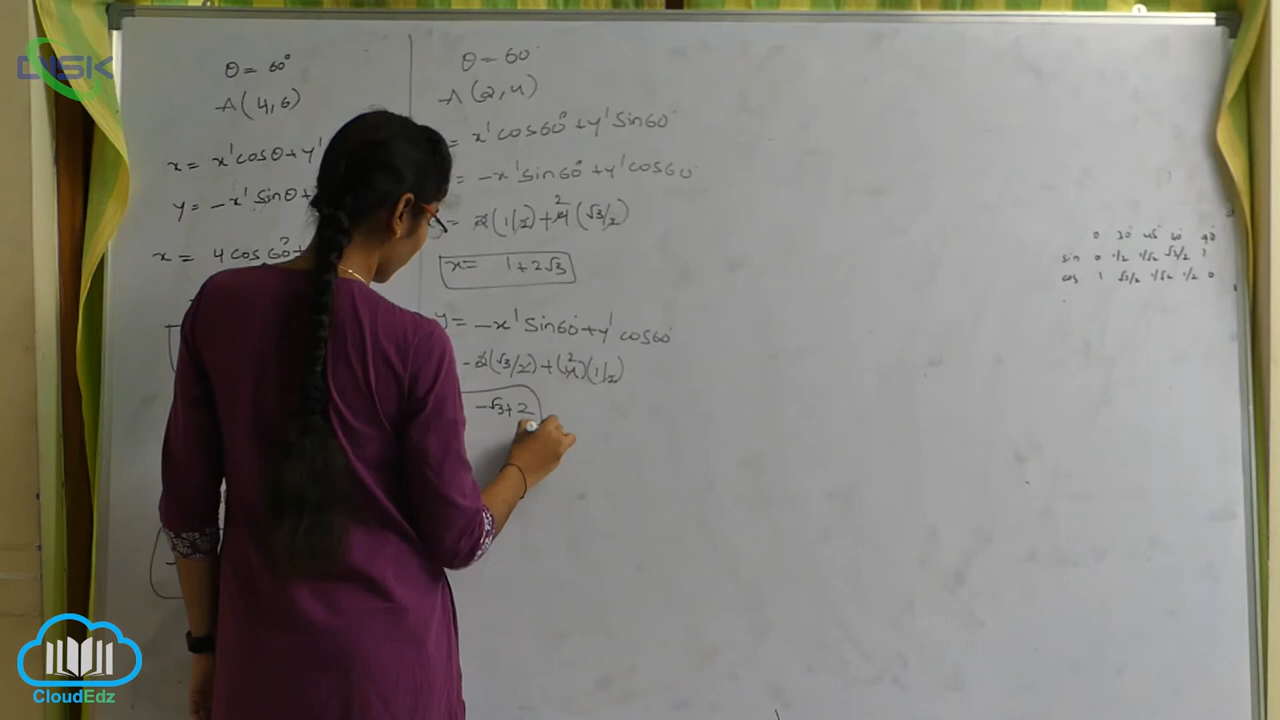 DNSK
θ = 60°
A(4,6)
x = x' cosθ + y'
y = -x' sinθ +
x = 4 cos 60° +
θ = 60°
A(2,4)
= x' cos60° + y' sin60°
= -x' sin60° + y' cos60°
= 2(1/2) + 4 2 (√3/2)
x = 1+2√3
y = -x' sin60° + y' cos60°
-2(√3/2) + (4 2)(1/2)
-√3+2
0 30° 45° 60° 90°
sin 0 1/2 1/√2 √3/2 1
cos 1 √3/2 1/√2 1/2 0
CloudEdz